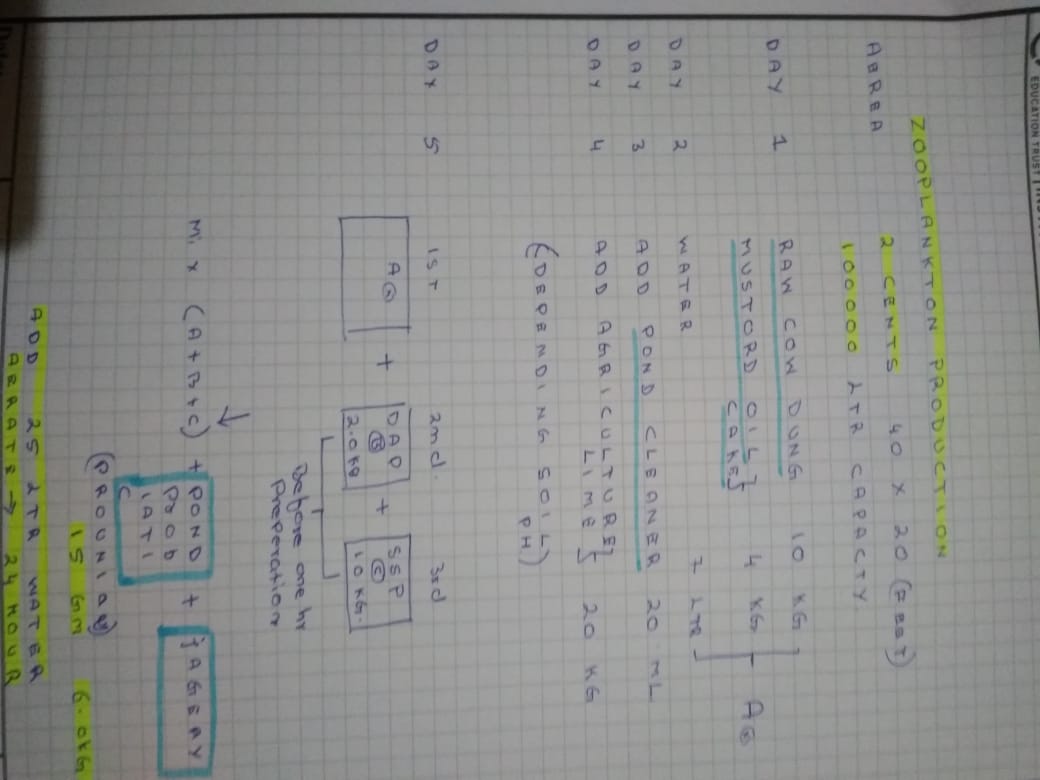 EDUCATION TRUST
ZOOPLANKTON PRODUCTION
AEREA 2 CENTS 40 X 20 (FEET)
100000 LTR CAPACTY
DAY 1 RAW COW DUNG 10 KG
MUSTORD OIL 4 KG A(a)
CAKE
DAY 2 WATER 7 LTR
DAY 3 ADD POND CLEANER 20 ML
DAY 4 ADD AGRICULTURE
LIME 20 KG
(DEPENDING SOIL
PH)
DAY 5 1ST 2nd. 3rd
A(a) + DAP + SSP
(B) (C)
2.0 KG 10 KG.
Before one hr
Preperation
↓
Mix (A+B+C) + POND + jAGERY
Prob
IATI
C
(PROUNIAM)
15 GM 6.0KG
ADD 25 LTR WATER
AERATE → 24 HOUR